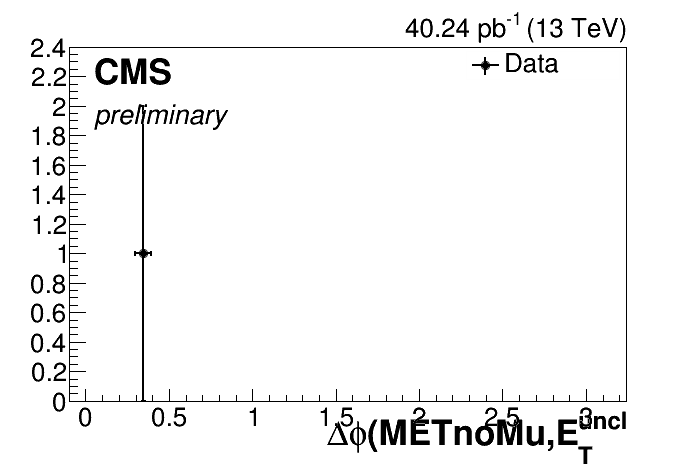 40.24 pb-1 (13 TeV)
2.4
CMS
Data
2.2
2
preliminary
1.8
1.6
1.4
1.2
1
0.8
0.6
0.4
0.2
0
0 0.5 1 1.5 2 2.5 3
Δϕ(METnoMu,E_T^uncl